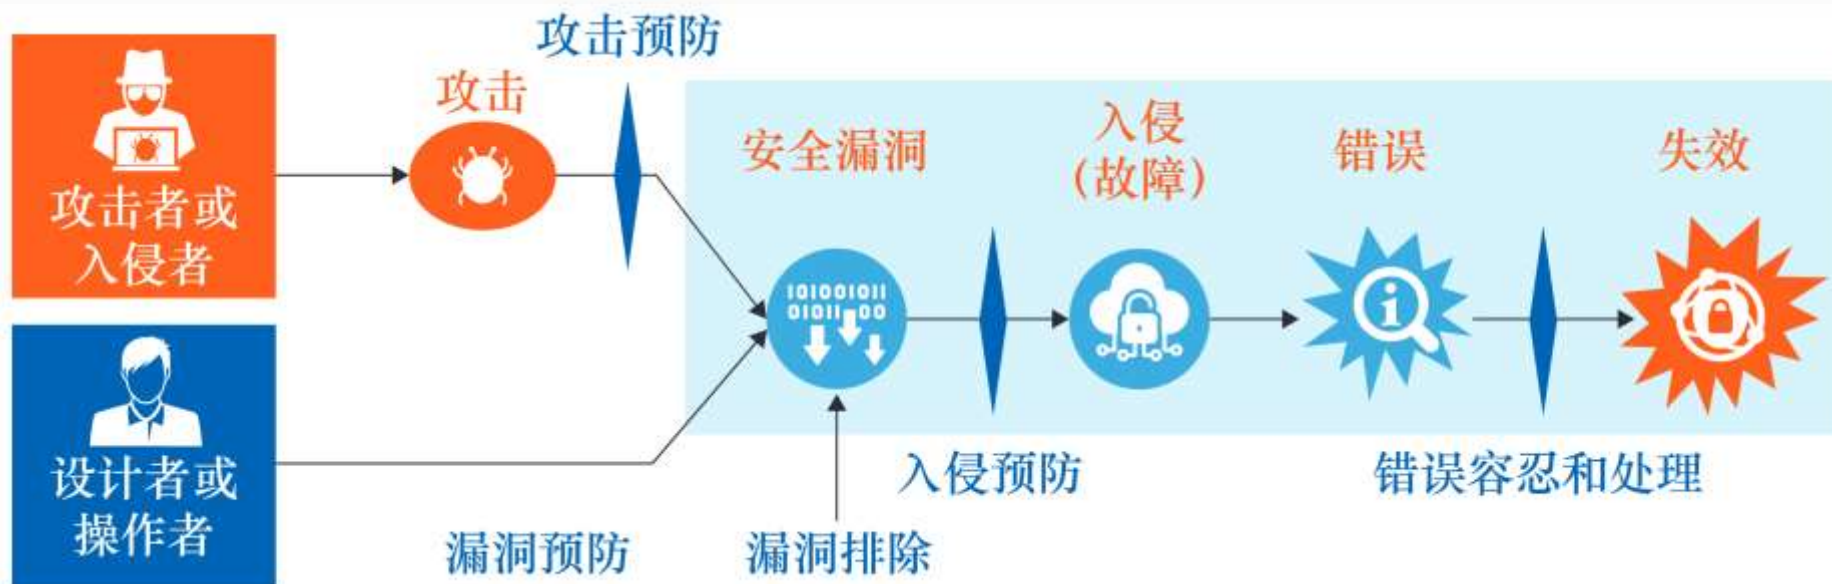 攻击预防
攻击
攻击者或
入侵者
安全漏洞
入侵
（故障）
错误
失效
101001011
01011 00
设计者或
操作者
漏洞预防
漏洞排除
入侵预防
错误容忍和处理